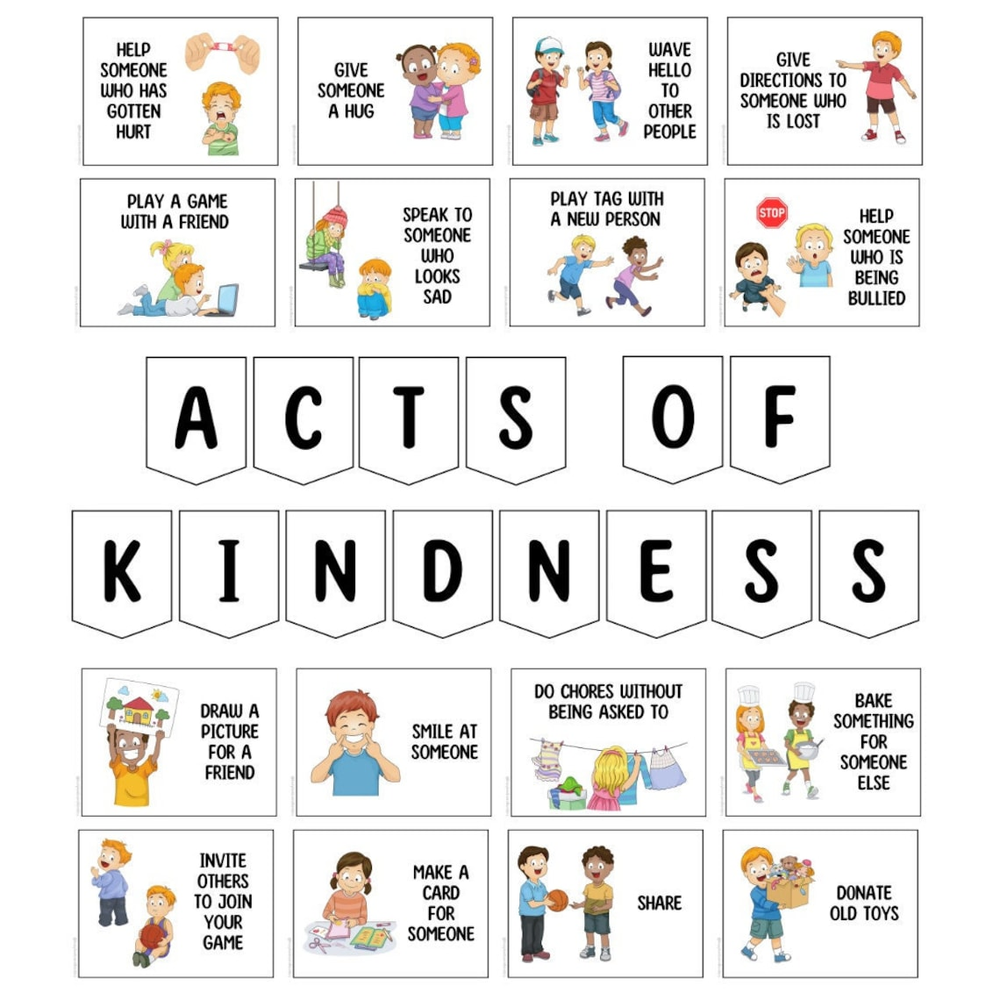 HELP
SOMEONE
WHO HAS
GOTTEN
HURT
GIVE
SOMEONE
A HUG
WAVE
HELLO
TO
OTHER
PEOPLE
GIVE
DIRECTIONS TO
SOMEONE WHO
IS LOST
PLAY A GAME
WITH A FRIEND
SPEAK TO
SOMEONE
WHO
LOOKS
SAD
PLAY TAG WITH
A NEW PERSON
STOP
HELP
SOMEONE
WHO IS
BEING
BULLIED
ACTS OF
KINDNESS
DRAW A
PICTURE
FOR A
FRIEND
SMILE AT
SOMEONE
DO CHORES WITHOUT
BEING ASKED TO
BAKE
SOMETHING
FOR
SOMEONE
ELSE
INVITE
OTHERS
TO JOIN
YOUR
GAME
MAKE A
CARD
FOR
SOMEONE
SHARE
DONATE
OLD TOYS